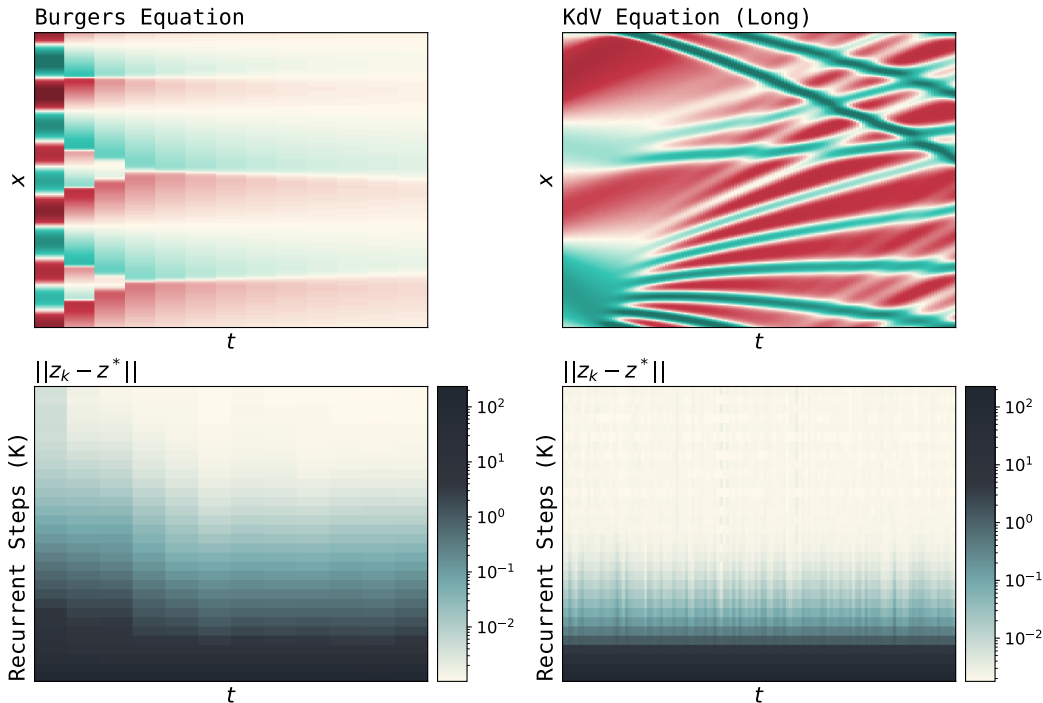 Burgers Equation
x
t
KdV Equation (Long)
x
t
||z_k − z^*||
Recurrent Steps (K)
t
10^2
10^1
10^0
10^−1
10^−2
||z_k − z^*||
Recurrent Steps (K)
t
10^2
10^1
10^0
10^−1
10^−2